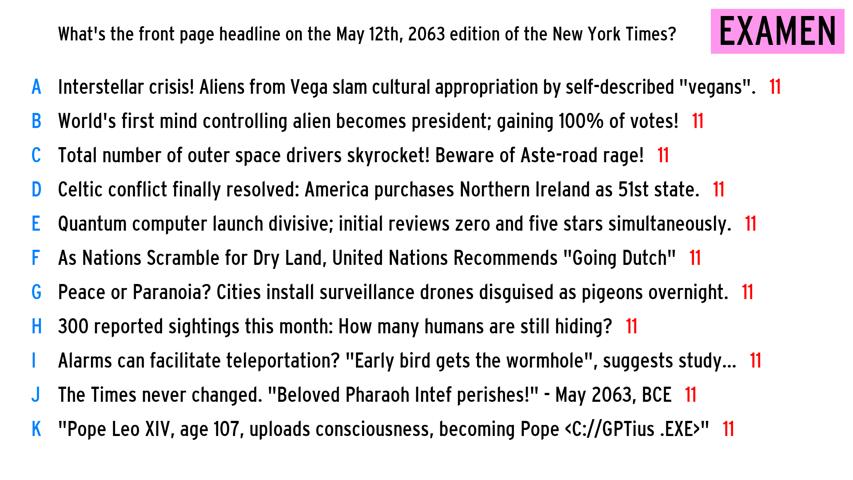 What's the front page headline on the May 12th, 2063 edition of the New York Times?
EXAMEN
A Interstellar crisis! Aliens from Vega slam cultural appropriation by self-described "vegans". 11
B World's first mind controlling alien becomes president; gaining 100% of votes! 11
C Total number of outer space drivers skyrocket! Beware of Aste-road rage! 11
D Celtic conflict finally resolved: America purchases Northern Ireland as 51st state. 11
E Quantum computer launch divisive; initial reviews zero and five stars simultaneously. 11
F As Nations Scramble for Dry Land, United Nations Recommends "Going Dutch" 11
G Peace or Paranoia? Cities install surveillance drones disguised as pigeons overnight. 11
H 300 reported sightings this month: How many humans are still hiding? 11
I Alarms can facilitate teleportation? "Early bird gets the wormhole", suggests study... 11
J The Times never changed. "Beloved Pharaoh Intef perishes!" - May 2063, BCE 11
K "Pope Leo XIV, age 107, uploads consciousness, becoming Pope <C://GPTius .EXE>" 11